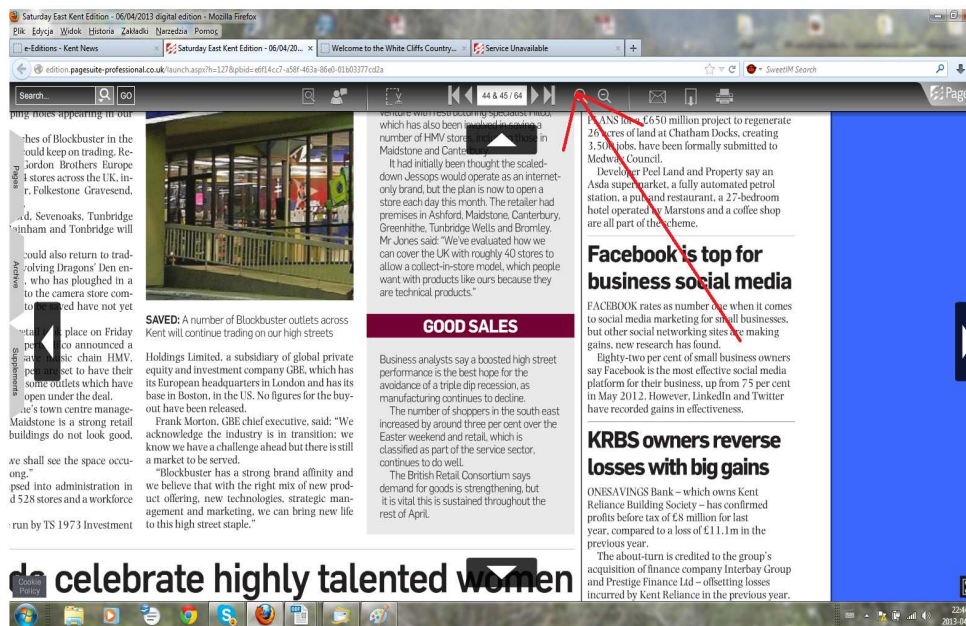 Saturday East Kent Edition - 06/04/2013 digital edition - Mozilla Firefox
Plik Edycja Widok Historia Zakładki Narzędzia Pomoc
e-Editions - Kent News
Saturday East Kent Edition - 06/04/20...
Welcome to the White Cliffs Country...
Service Unavailable
edition.pagesuite-professional.co.uk/launch.aspx?h=127&pbid=e6f14cc7-a58f-463a-86e0-01b03377cd2a
SweetIM Search
Search...
GO
44 & 45 / 64
Page
Pages
Archive
Supplements
ping holes appearing in our
ches of Blockbuster in the
could keep on trading. Re-
Gordon Brothers Europe
stores across the UK, in-
r, Folkestone Gravesend,
rd, Sevenoaks, Tunbridge
ainham and Tonbridge will
could also return to trad-
volving Dragons' Den en-
, who has ploughed in a
to the camera store com-
to be saved have not yet
place on Friday
co announced a
music chain HMV.
set to have their
some outlets which have
open under the deal.
e's town centre manage-
Maidstone is a strong retail
buildings do not look good,
we shall see the space occu-
ong."
psed into administration in
d 528 stores and a workforce
run by TS 1973 Investment
SAVED: A number of Blockbuster outlets across
Kent will continue trading on our high streets
Holdings Limited, a subsidiary of global private
equity and investment company GBE, which has
its European headquarters in London and has its
base in Boston, in the US. No figures for the buy-
out have been released.
Frank Morton, GBE chief executive, said: "We
acknowledge the industry is in transition; we
know we have a challenge ahead but there is still
a market to be served.
"Blockbuster has a strong brand affinity and
we believe that with the right mix of new prod-
uct offering, new technologies, strategic man-
agement and marketing, we can bring new life
to this high street staple."
venture with restructuring specialist Hilco,
which has also been involved in saving a
number of HMV stores, including those in
Maidstone and Canterbury.
It had initially been thought the scaled-
down Jessops would operate as an internet-
only brand, but the plan is now to open a
store each day this month. The retailer had
premises in Ashford, Maidstone, Canterbury,
Greenhithe, Tunbridge Wells and Bromley.
Mr Jones said: "We've evaluated how we
can cover the UK with roughly 40 stores to
allow a collect-in-store model, which people
want with products like ours because they
are technical products."
GOOD SALES
Business analysts say a boosted high street
performance is the best hope for the
avoidance of a triple dip recession, as
manufacturing continues to decline.
The number of shoppers in the south east
increased by around three per cent over the
Easter weekend and retail, which is
classified as part of the service sector,
continues to do well.
The British Retail Consortium says
demand for goods is strengthening, but
it is vital this is sustained throughout the
rest of April.
PLANS for a £650 million project to regenerate
26 acres of land at Chatham Docks, creating
3,500 jobs, have been formally submitted to
Medway Council.
Developer Peel Land and Property say an
Asda supermarket, a fully automated petrol
station, a pub and restaurant, a 27-bedroom
hotel operated by Marstons and a coffee shop
are all part of the scheme.
Facebook is top for
business social media
FACEBOOK rates as number one when it comes
to social media marketing for small businesses,
but other social networking sites are making
gains, new research has found.
Eighty-two per cent of small business owners
say Facebook is the most effective social media
platform for their business, up from 75 per cent
in May 2012. However, LinkedIn and Twitter
have recorded gains in effectiveness.
KRBS owners reverse
losses with big gains
ONESAVINGS Bank – which owns Kent
Reliance Building Society – has confirmed
profits before tax of £8 million for last
year, compared to a loss of £11.1m in the
previous year.
The about-turn is credited to the group's
acquisition of finance company Interbay Group
and Prestige Finance Ltd – offsetting losses
incurred by Kent Reliance in the previous year.
celebrate highly talented women
Cookie
Policy
22:4
2013-04